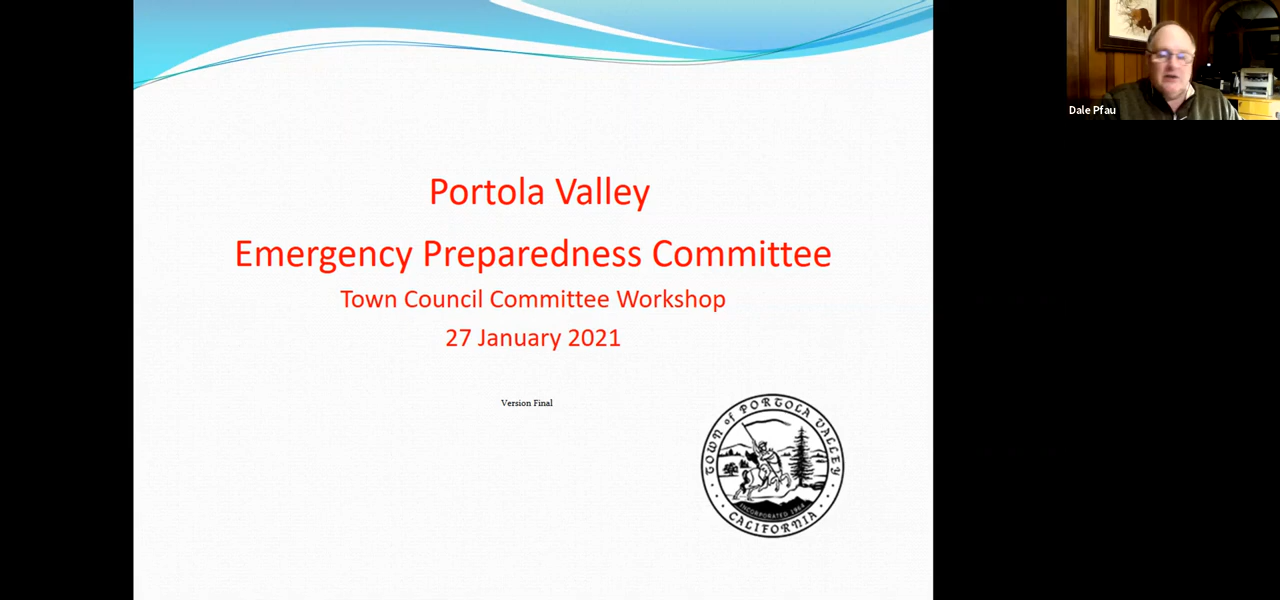 Portola Valley
Emergency Preparedness Committee
Town Council Committee Workshop
27 January 2021
Version Final
TOWN of PORTOLA VALLEY
INCORPORATED 1964
CALIFORNIA
Dale Pfau